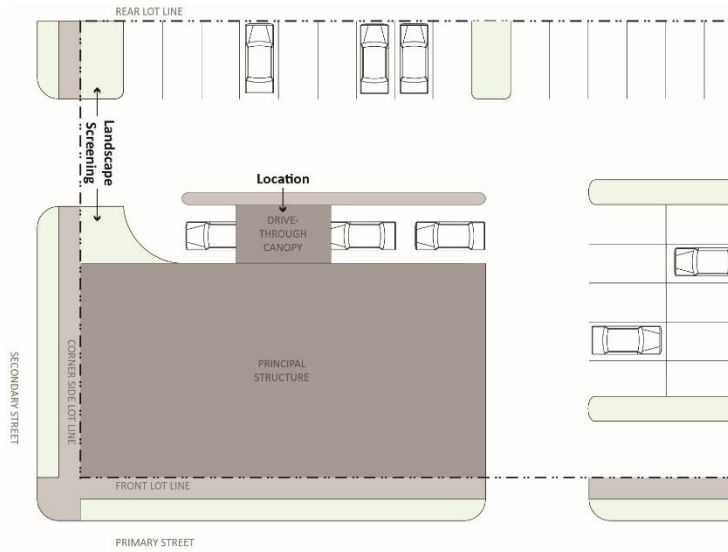 REAR LOT LINE
Landscape
Screening
Location
DRIVE-
THROUGH
CANOPY
PRINCIPAL
STRUCTURE
SECONDARY STREET
CORNER SIDE LOT LINE
FRONT LOT LINE
PRIMARY STREET